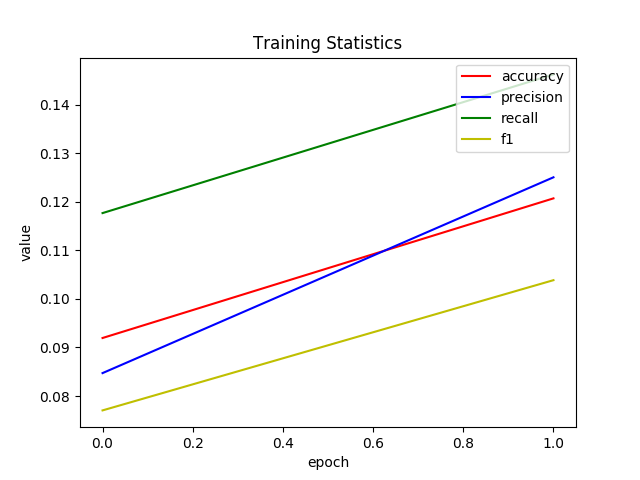 Training Statistics
accuracy
precision
recall
f1
0.14
0.13
0.12
0.11
0.10
0.09
0.08
value
0.0 0.2 0.4 0.6 0.8 1.0
epoch